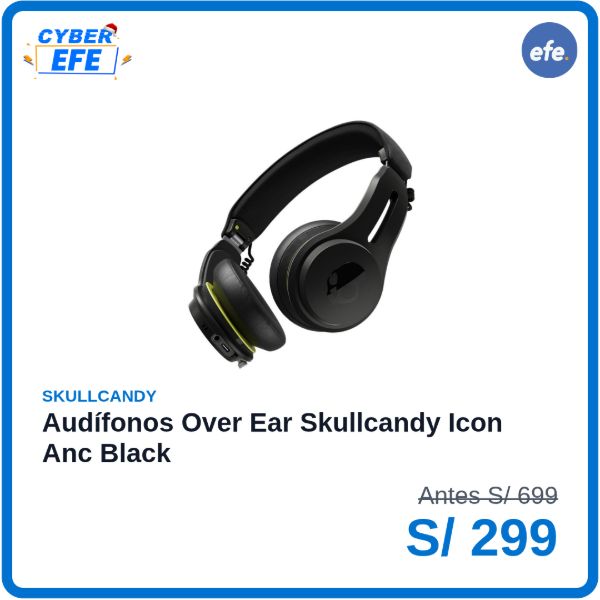 CYBER
EFE
efe.
SKULLCANDY
Audífonos Over Ear Skullcandy Icon
Anc Black
Antes S/ 699
S/ 299